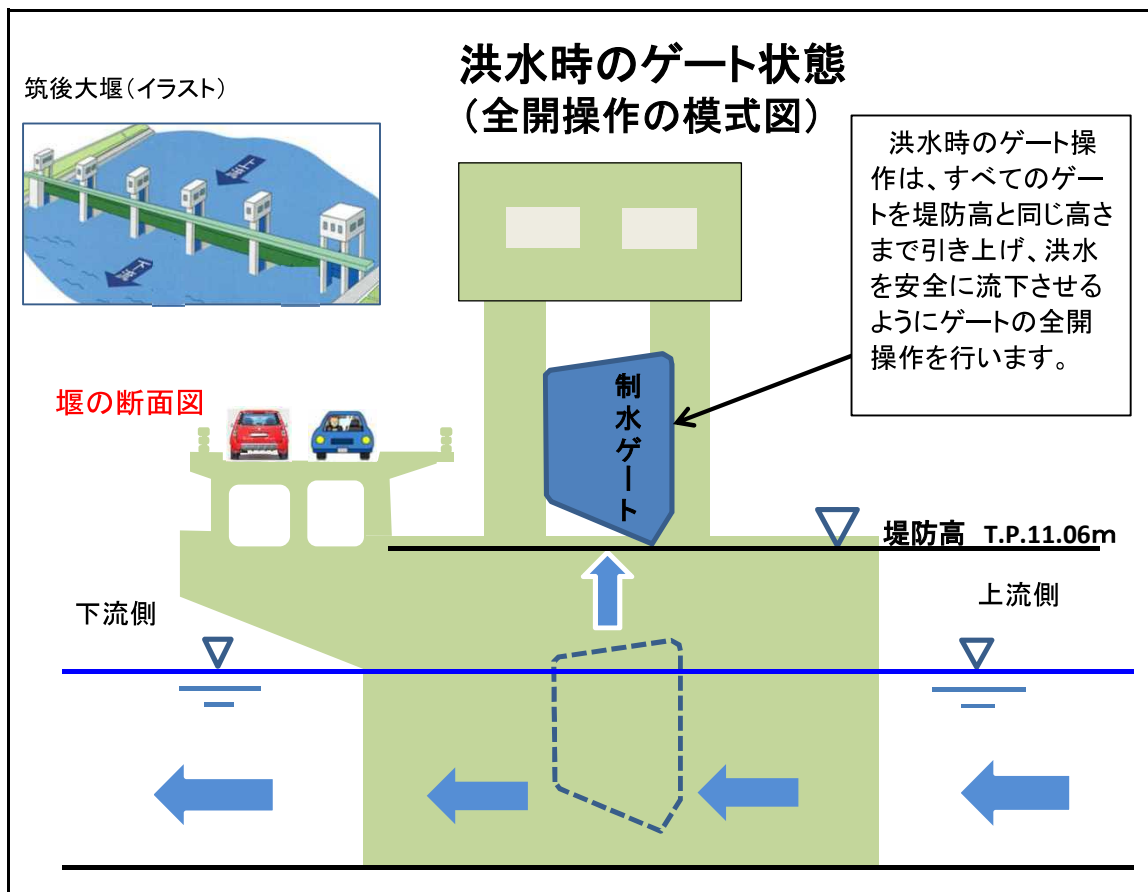 洪水時のゲート状態
（全開操作の模式図）
筑後大堰（イラスト）
上流
下流
洪水時のゲート操
作は、すべてのゲー
トを堤防高と同じ高さ
まで引き上げ、洪水
を安全に流下させる
ようにゲートの全開
操作を行います。
堰の断面図
制水ゲート
堤防高 T.P.11.06m
下流側
上流側